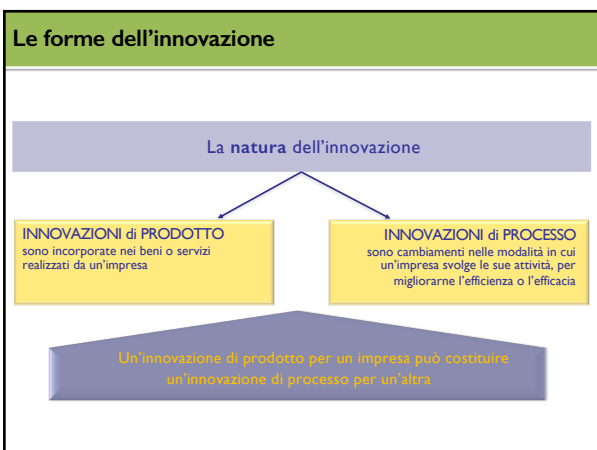 Le forme dell'innovazione
La natura dell'innovazione
INNOVAZIONI di PRODOTTO
sono incorporate nei beni o servizi
realizzati da un'impresa
INNOVAZIONI di PROCESSO
sono cambiamenti nelle modalità in cui
un'impresa svolge le sue attività, per
migliorarne l'efficienza o l'efficacia
Un'innovazione di prodotto per un impresa può costituire
un'innovazione di processo per un'altra